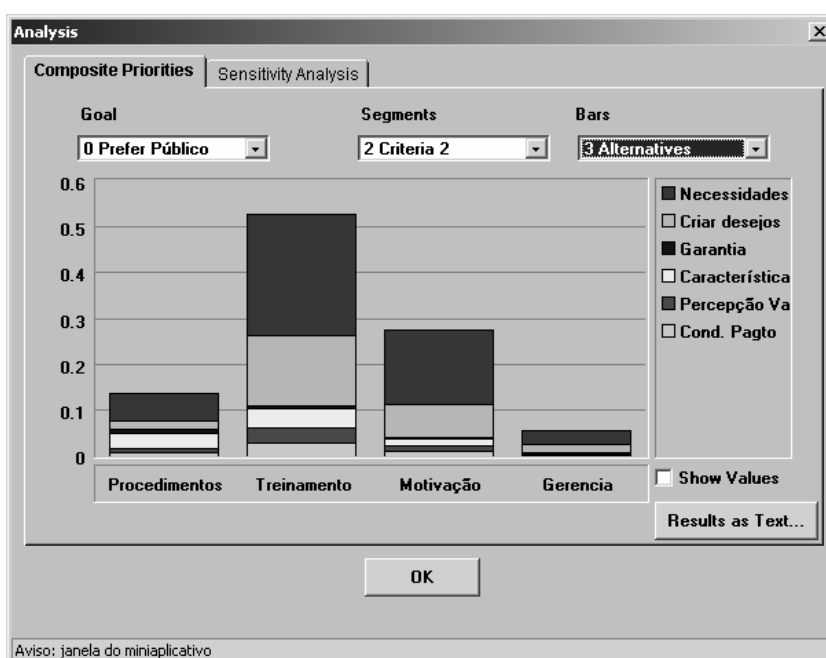 Analysis
Composite Priorities
Sensitivity Analysis
Goal
Segments
Bars
0 Prefer Público
2 Criteria 2
3 Alternatives
0.6
0.5
0.4
0.3
0.2
0.1
0
Necessidades
Criar desejos
Garantia
Característica
Percepção Va
Cond. Pagto
Procedimentos
Treinamento
Motivação
Gerencia
Show Values
Results as Text...
OK
Aviso: janela do miniaplicativo